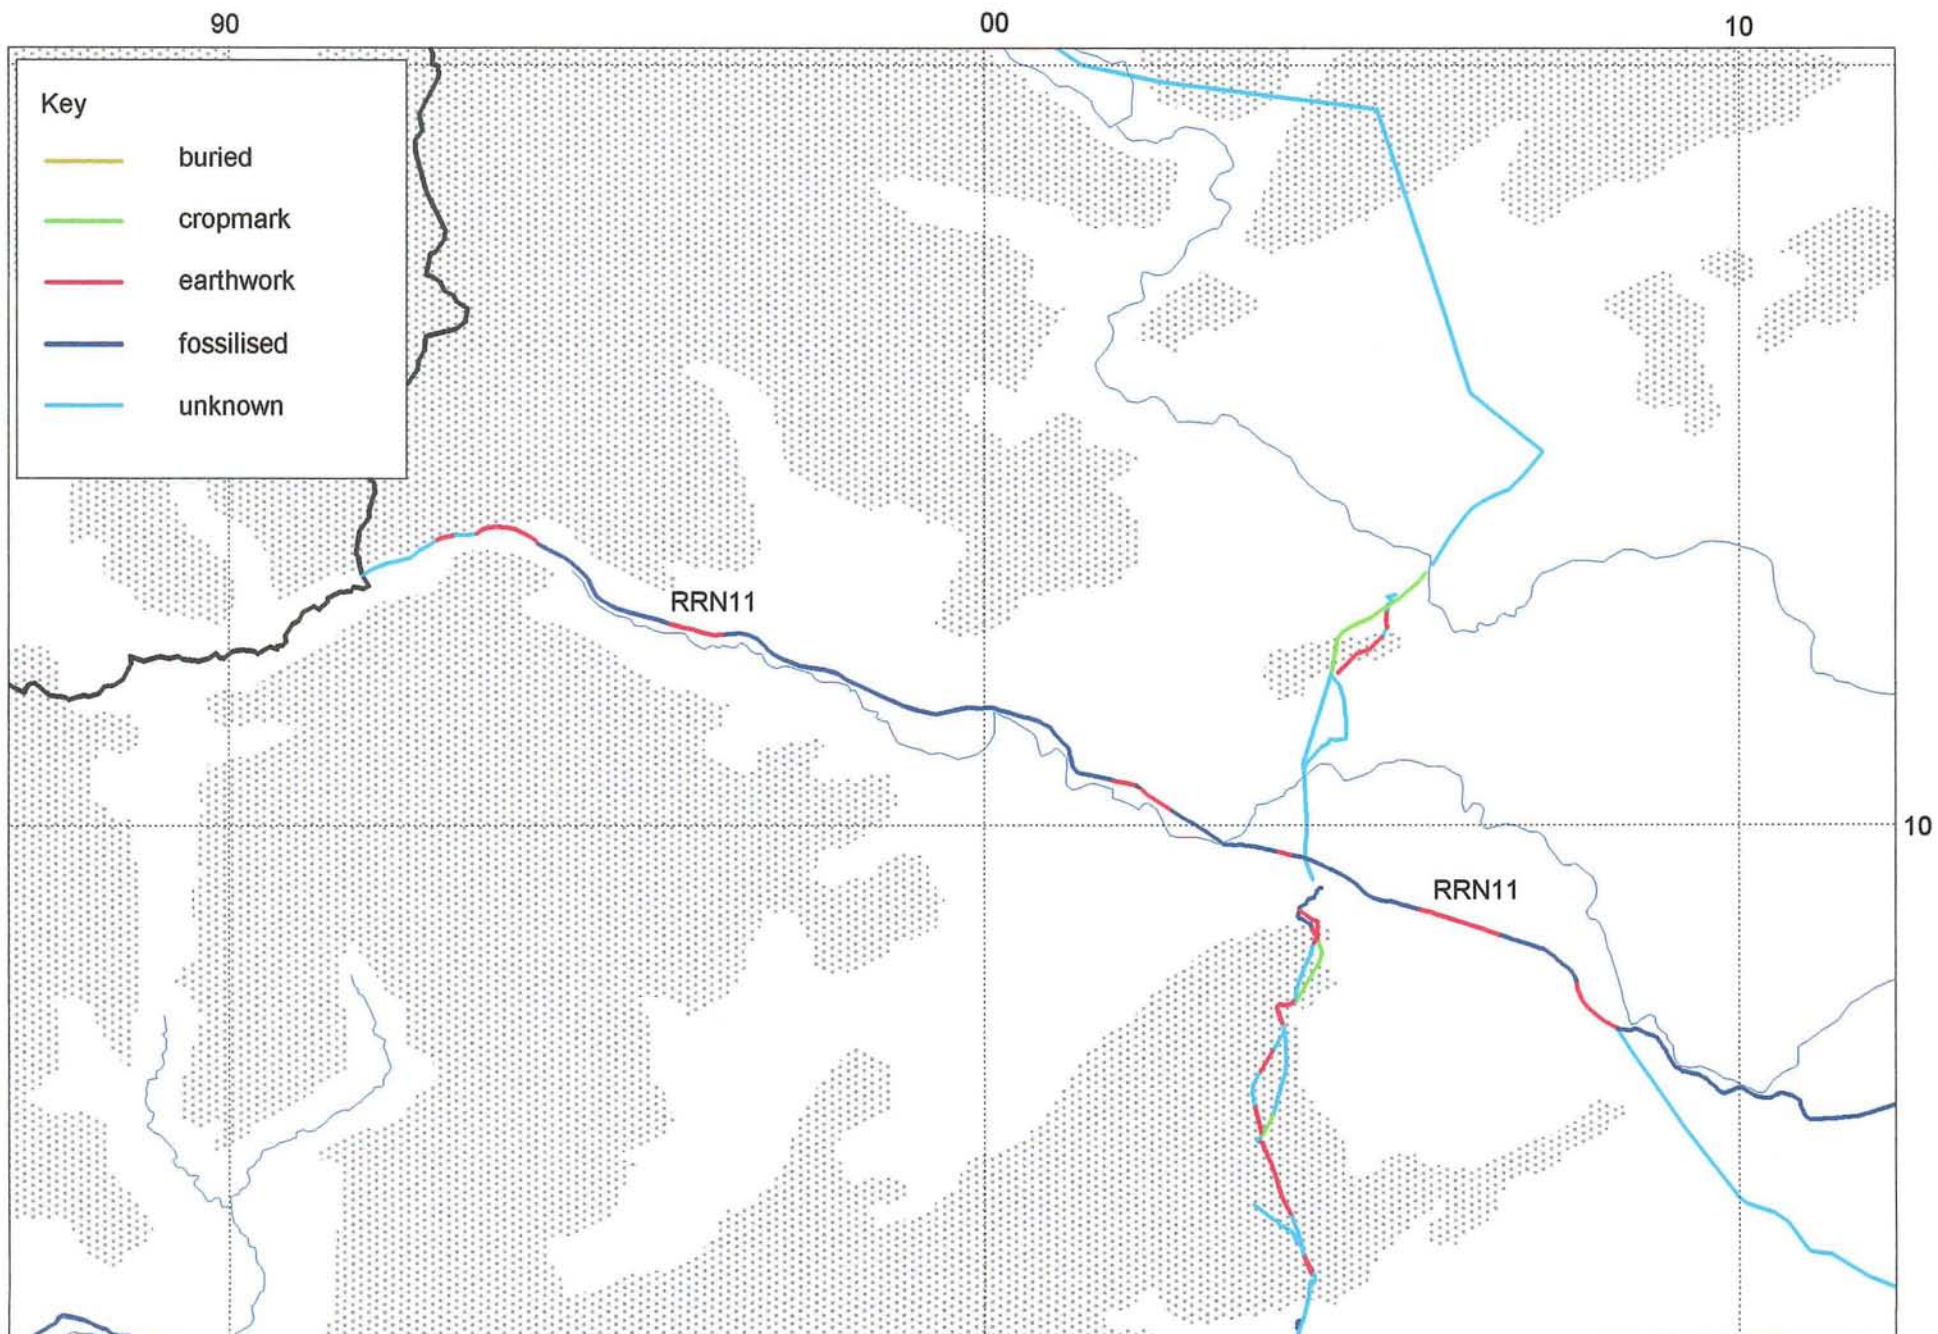 90 00 10
Key
buried
cropmark
earthwork
fossilised
unknown
RRN11
10
RRN11